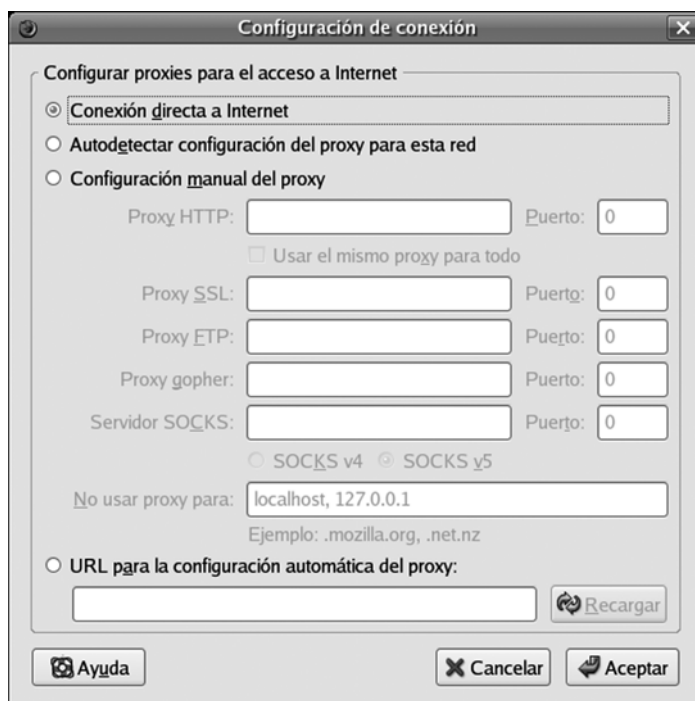 Configuración de conexión
Configurar proxies para el acceso a Internet
Conexión directa a Internet
Autodetectar configuración del proxy para esta red
Configuración manual del proxy
Proxy HTTP: Puerto: 0
Usar el mismo proxy para todo
Proxy SSL: Puerto: 0
Proxy FTP: Puerto: 0
Proxy gopher: Puerto: 0
Servidor SOCKS: Puerto: 0
SOCKS v4 SOCKS v5
No usar proxy para: localhost, 127.0.0.1
Ejemplo: .mozilla.org, .net.nz
URL para la configuración automática del proxy:
Recargar
Ayuda Cancelar Aceptar